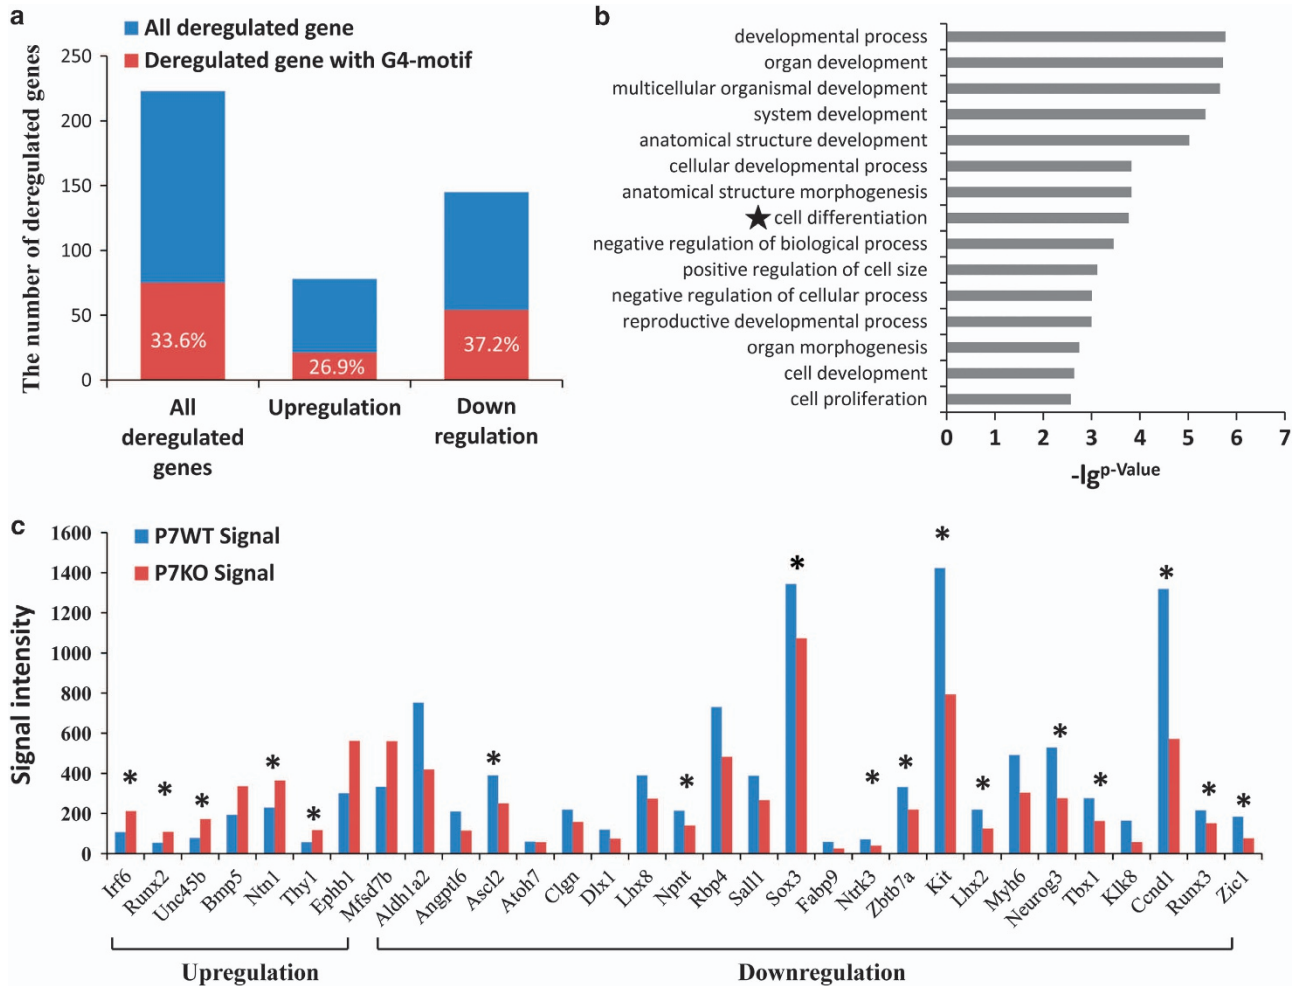 a
All deregulated gene
Deregulated gene with G4-motif
The number of deregulated genes
250
200
150
100
50
0
33.6%
26.9%
37.2%
All
deregulated
genes
Upregulation
Down
regulation
b
developmental process
organ development
multicellular organismal development
system development
anatomical structure development
cellular developmental process
anatomical structure morphogenesis
★ cell differentiation
negative regulation of biological process
positive regulation of cell size
negative regulation of cellular process
reproductive developmental process
organ morphogenesis
cell development
cell proliferation
0 1 2 3 4 5 6 7
-lg p-Value
c
P7WT Signal
P7KO Signal
Signal intensity
1600
1400
1200
1000
800
600
400
200
0
* * * * * * * * * * * * * * * * *
Irf6 Runx2 Unc45b Bmp5 Ntn1 Thy1 Ephb1 Mfsd7b Aldh1a2 Angptl6 Ascl2 Atoh7 Clgn Dlx1 Lhx8 Npnt Rbp4 Sall1 Sox3 Fabp9 Ntrk3 Zbtb7a Kit Lhx2 Myh6 Neurog3 Tbx1 Klk8 Ccnd1 Runx3 Zic1
Upregulation
Downregulation